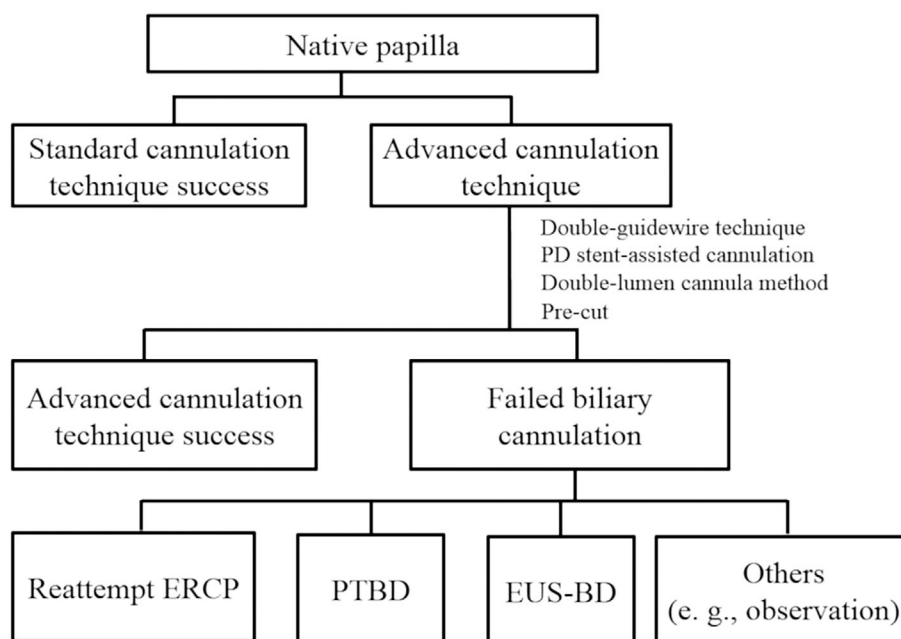 Native papilla
Standard cannulation
technique success
Advanced cannulation
technique
Double-guidewire technique
PD stent-assisted cannulation
Double-lumen cannula method
Pre-cut
Advanced cannulation
technique success
Failed biliary
cannulation
Reattempt ERCP
PTBD
EUS-BD
Others
(e. g., observation)